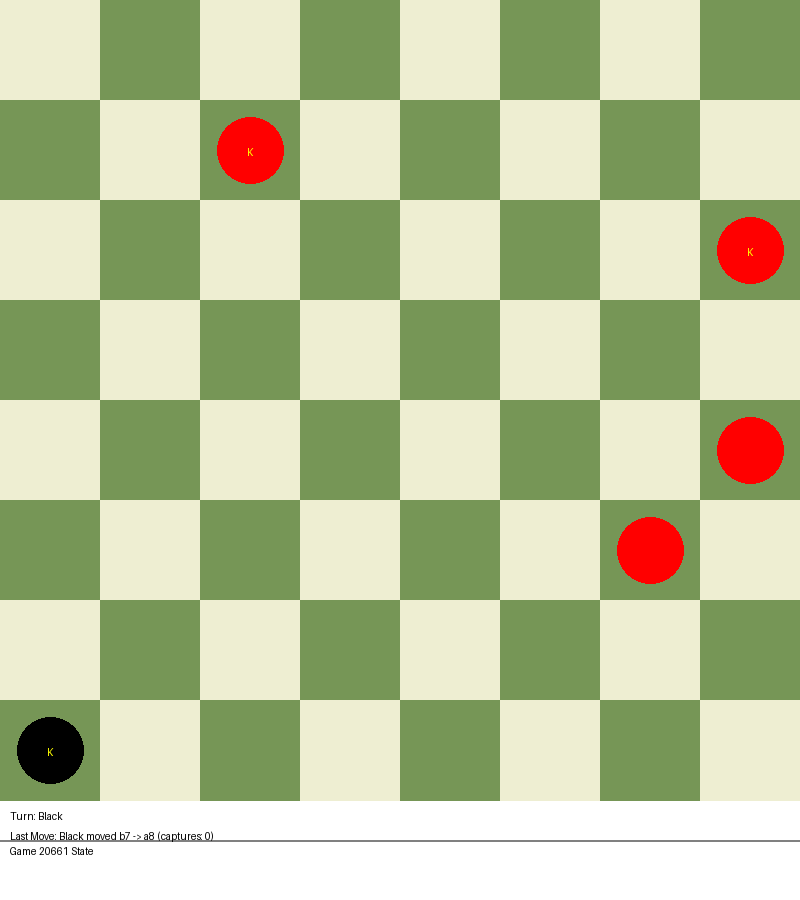 K
K
K
Turn: Black
Last Move: Black moved b7 -> a8 (captures: 0)
Game 20661 State